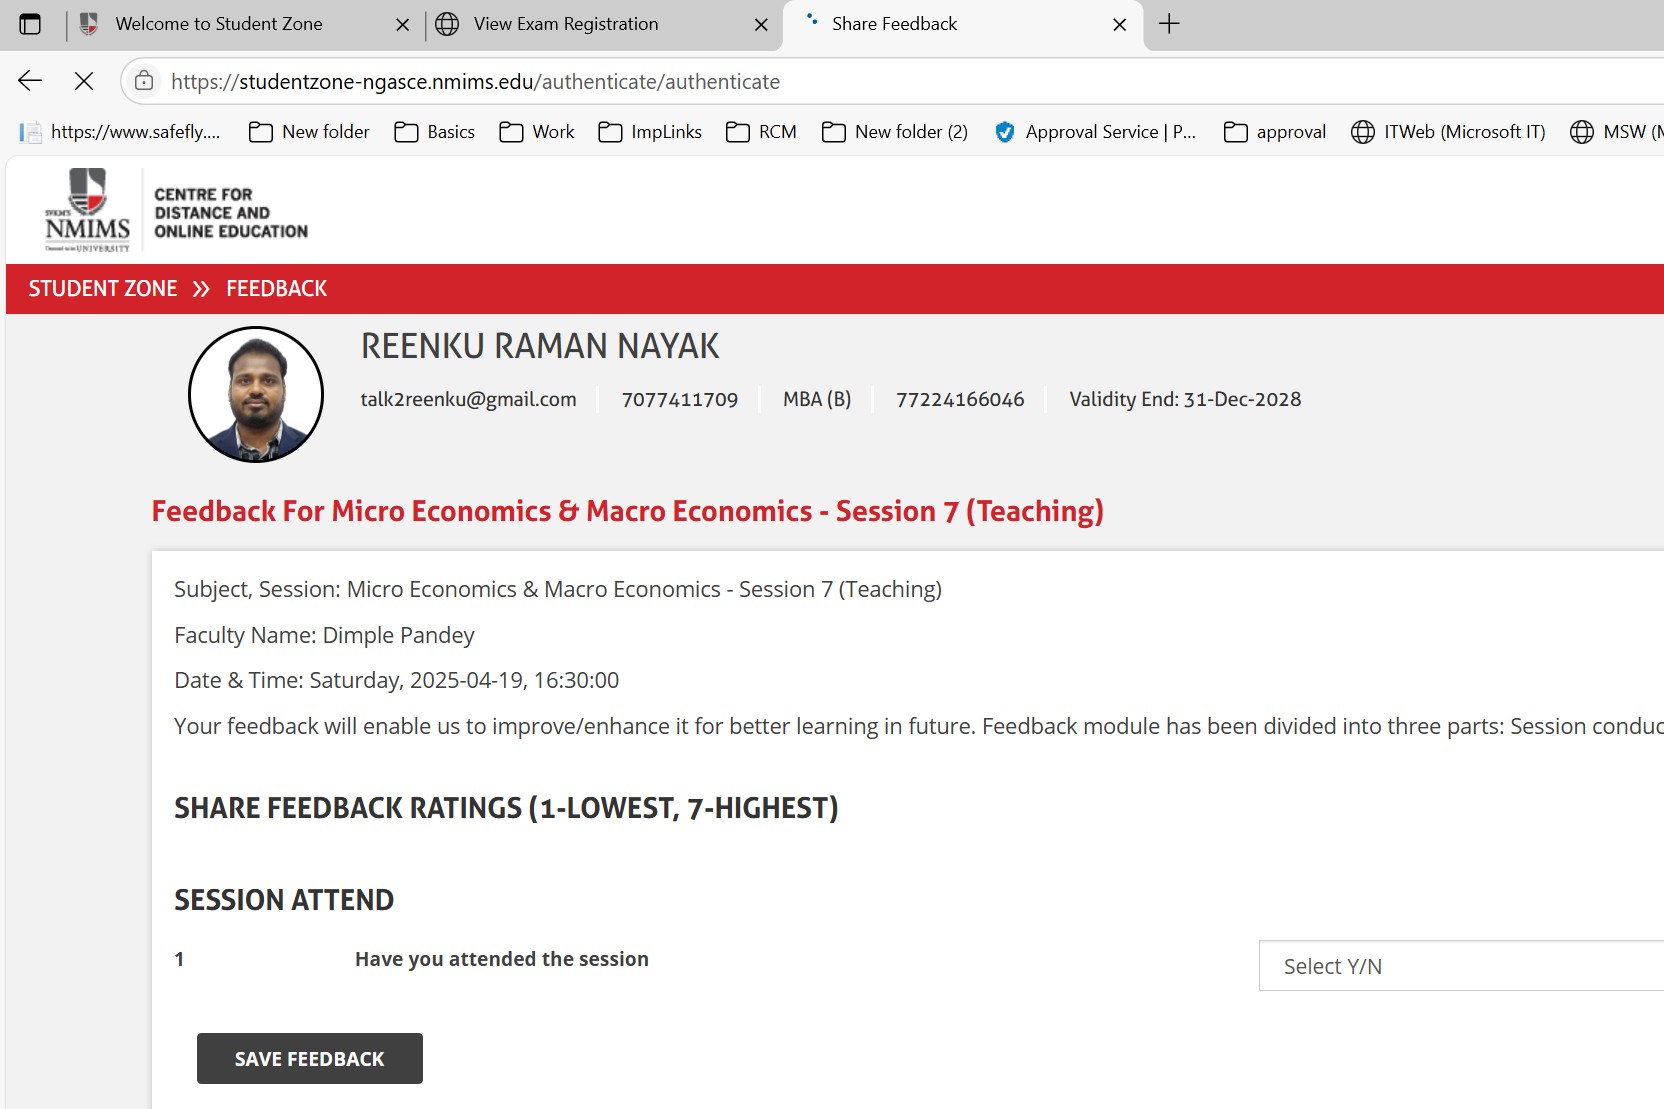 Welcome to Student Zone
View Exam Registration
Share Feedback
https://studentzone-ngasce.nmims.edu/authenticate/authenticate
https://www.safefly....
New folder
Basics
Work
ImpLinks
RCM
New folder (2)
Approval Service | P...
approval
ITWeb (Microsoft IT)
MSW (M
SVKM'S
NMIMS
Deemed to be UNIVERSITY
CENTRE FOR
DISTANCE AND
ONLINE EDUCATION
STUDENT ZONE » FEEDBACK
REENKU RAMAN NAYAK
talk2reenku@gmail.com 7077411709 MBA (B) 77224166046 Validity End: 31-Dec-2028
Feedback For Micro Economics & Macro Economics - Session 7 (Teaching)
Subject, Session: Micro Economics & Macro Economics - Session 7 (Teaching)
Faculty Name: Dimple Pandey
Date & Time: Saturday, 2025-04-19, 16:30:00
Your feedback will enable us to improve/enhance it for better learning in future. Feedback module has been divided into three parts: Session conduc
SHARE FEEDBACK RATINGS (1-LOWEST, 7-HIGHEST)
SESSION ATTEND
1 Have you attended the session
Select Y/N
SAVE FEEDBACK